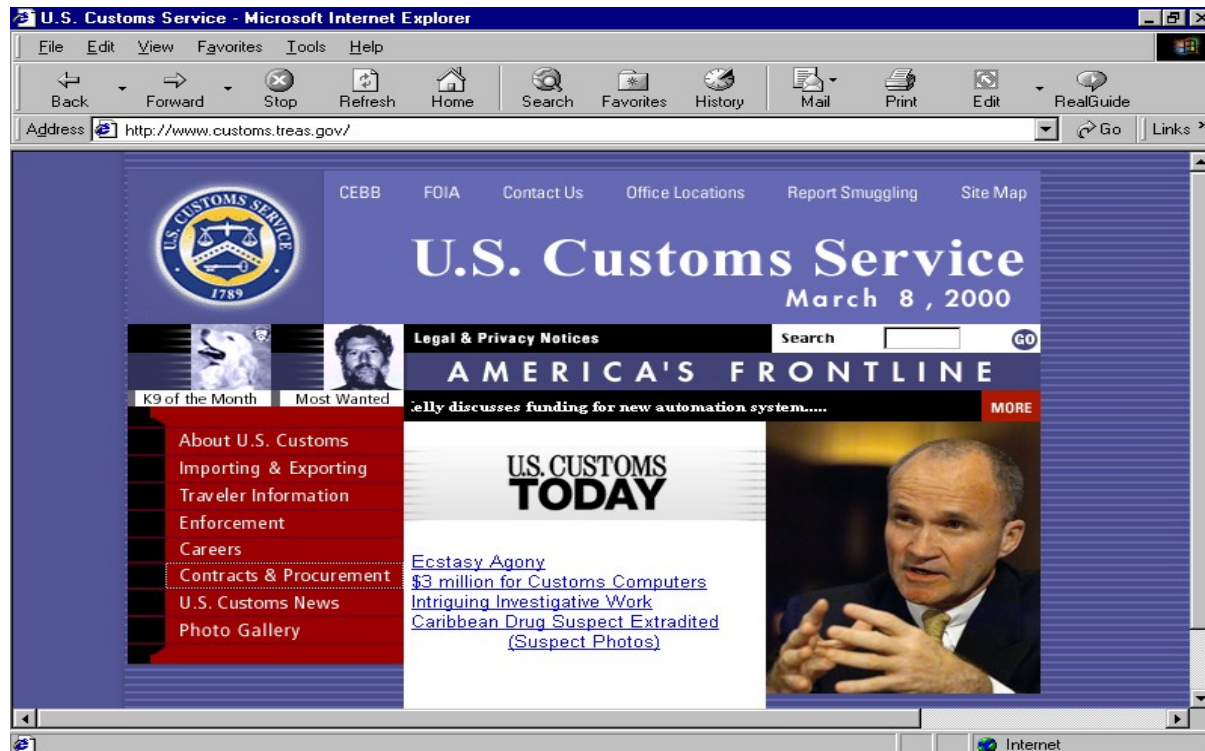 U.S. Customs Service - Microsoft Internet Explorer
File Edit View Favorites Tools Help
Back Forward Stop Refresh Home Search Favorites History Mail Print Edit RealGuide
Address http://www.customs.treas.gov/ Go Links »
U.S. CUSTOMS SERVICE
1789
CEBB FOIA Contact Us Office Locations Report Smuggling Site Map
U.S. Customs Service
March 8, 2000
Legal & Privacy Notices Search GO
AMERICA'S FRONTLINE
K9 of the Month Most Wanted
elly discusses funding for new automation system..... MORE
About U.S. Customs
Importing & Exporting
Traveler Information
Enforcement
Careers
Contracts & Procurement
U.S. Customs News
Photo Gallery
U.S. CUSTOMS
TODAY
Ecstasy Agony
$3 million for Customs Computers
Intriguing Investigative Work
Caribbean Drug Suspect Extradited
(Suspect Photos)
Internet